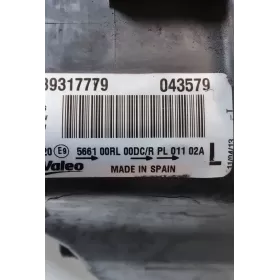 39317779 043579
20 E9 5661 00RL 00DC/R PL 011 02A L
Valeo MADE IN SPAIN